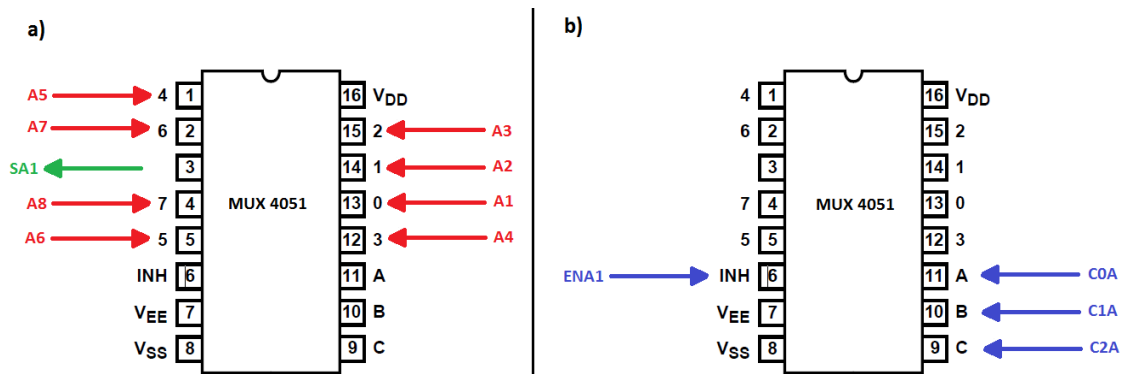 a)
A5 4 1 16 VDD
A7 6 2 15 2 A3
SA1 3 14 1 A2
A8 7 4 MUX 4051 13 0 A1
A6 5 5 12 3 A4
INH 6 11 A
VEE 7 10 B
VSS 8 9 C
b)
4 1 16 VDD
6 2 15 2
3 14 1
7 4 MUX 4051 13 0
5 5 12 3
ENA1 INH 6 11 A C0A
VEE 7 10 B C1A
VSS 8 9 C C2A